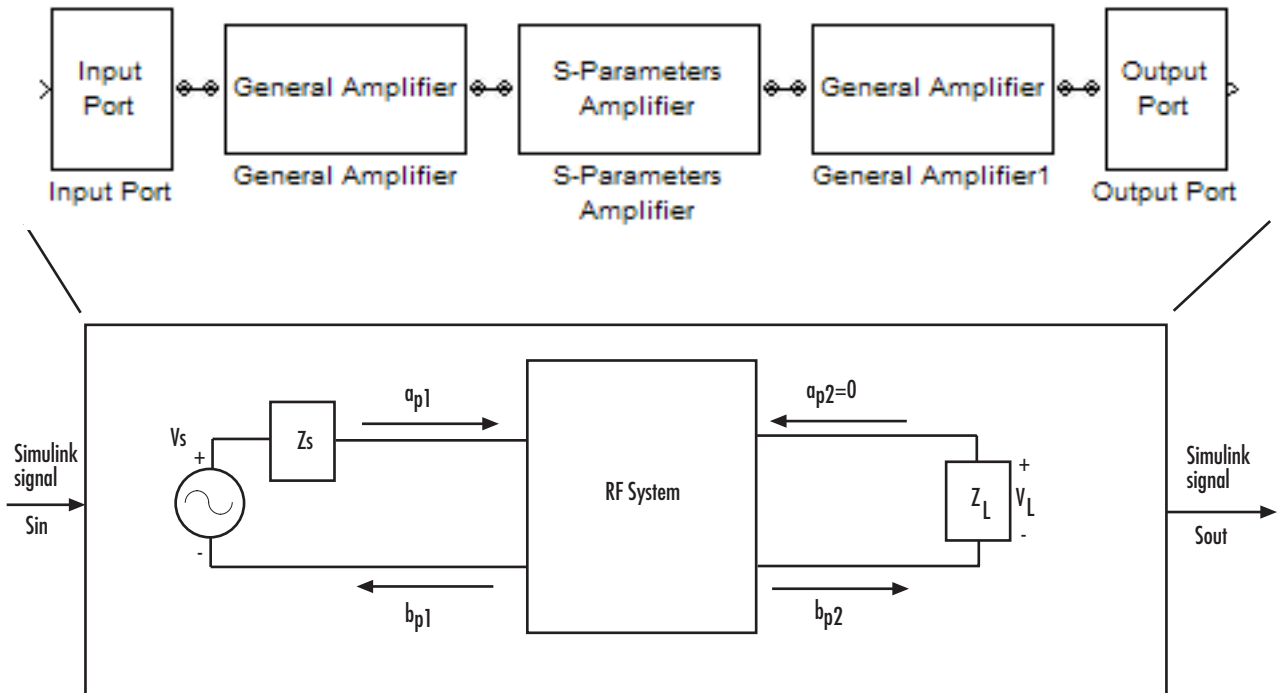 Input
Port
General Amplifier
S-Parameters
Amplifier
General Amplifier
Output
Port
Input Port
General Amplifier
S-Parameters
Amplifier
General Amplifier1
Output Port
Simulink
signal
Sin
Vs
+
-
Zs
ap1
bp1
RF System
ap2=0
bp2
ZL
+
VL
-
Simulink
signal
Sout